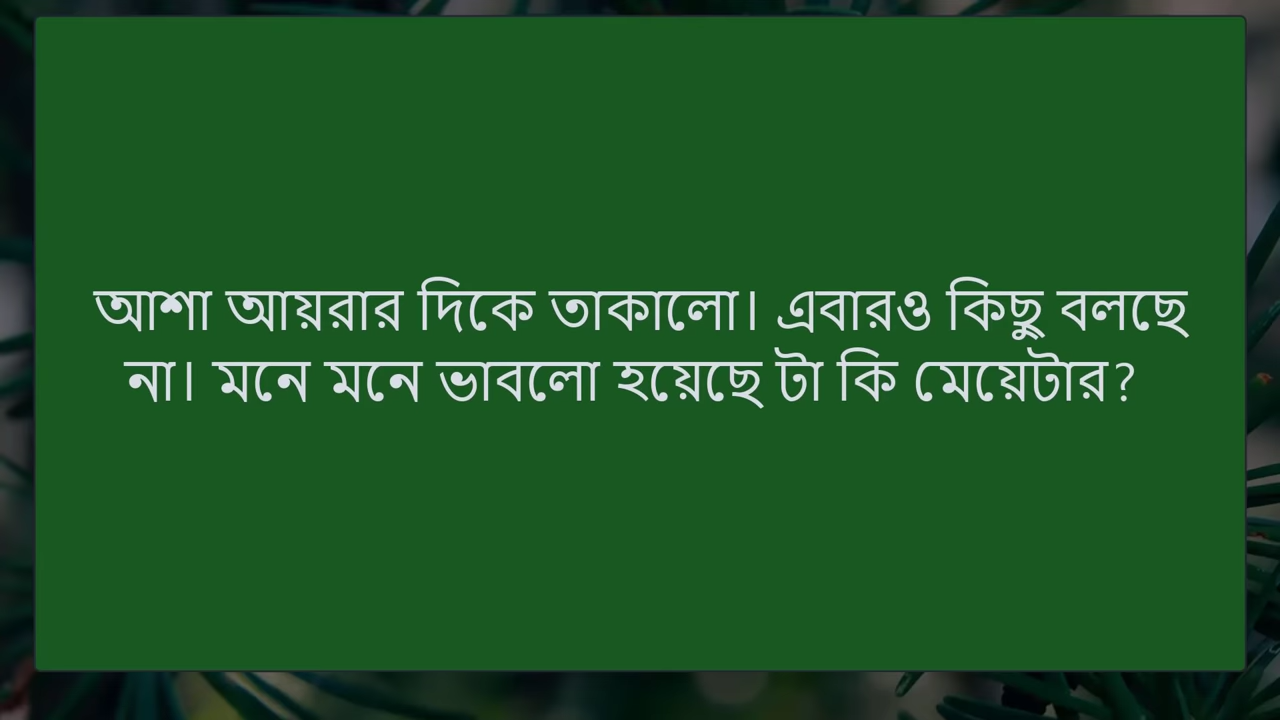 আশা আয়রার দিকে তাকালো। এবারও কিছু বলছে
না। মনে মনে ভাবলো হয়েছে টা কি মেয়েটার?